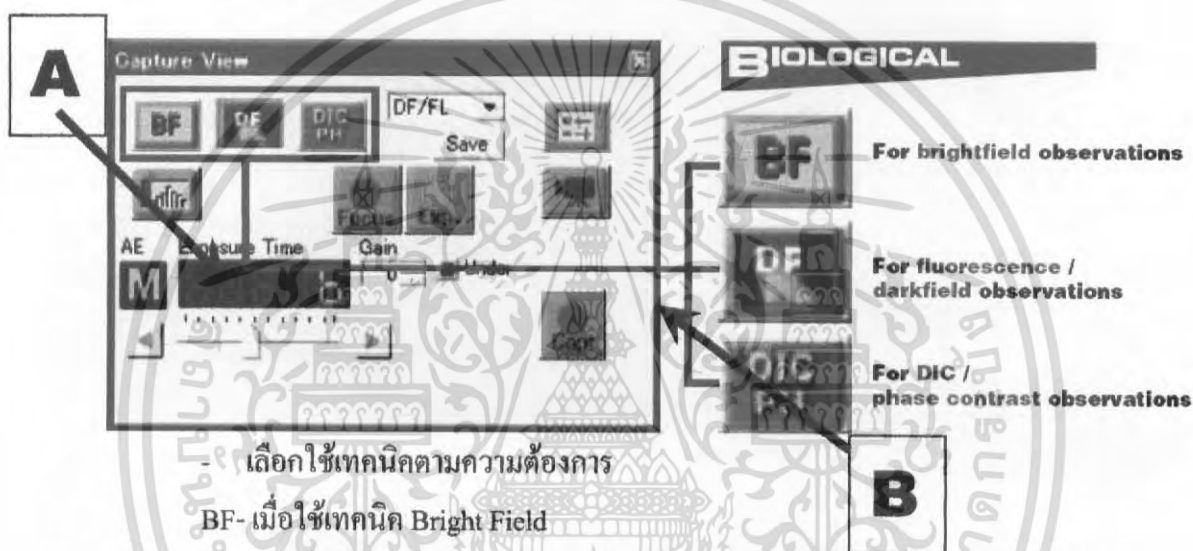 A
Capture View
BF DF DIC PH
DF/FL
Save
Focus Exp.
AE Exposure Time Gain
M 0 Under
BIOLOGICAL
BF
For brightfield observations
DF
For fluorescence /
darkfield observations
DIC
PH
For DIC /
phase contrast observations
B
- เลือกใช้เทคนิคตามความต้องการ
BF- เมื่อใช้เทคนิค Bright Field